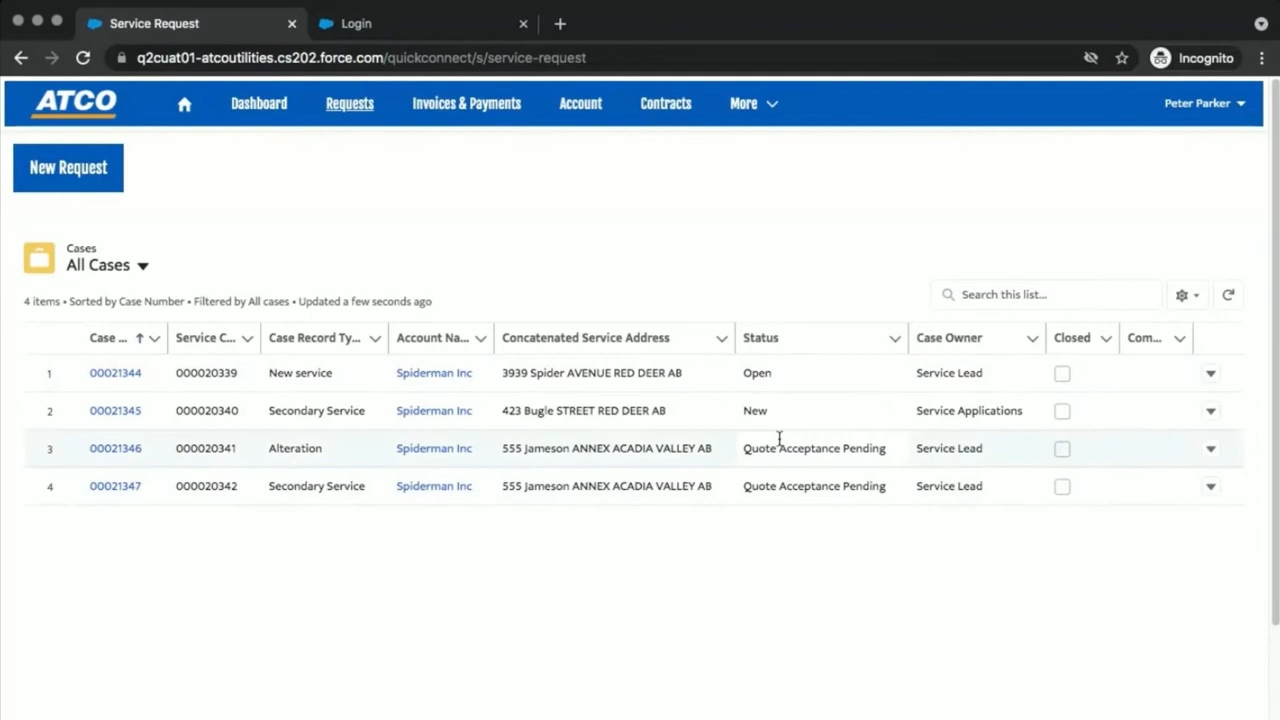 Service Request
Login
q2cuat01-atcoutilities.cs202.force.com/quickconnect/s/service-request
Incognito
ATCO
Dashboard
Requests
Invoices & Payments
Account
Contracts
More
Peter Parker
New Request
Cases
All Cases
4 items • Sorted by Case Number • Filtered by All cases • Updated a few seconds ago
Search this list...
Case ... Service C... Case Record Ty... Account Na... Concatenated Service Address Status Case Owner Closed Com...
1 00021344 000020339 New service Spiderman Inc 3939 Spider AVENUE RED DEER AB Open Service Lead
2 00021345 000020340 Secondary Service Spiderman Inc 423 Bugle STREET RED DEER AB New Service Applications
3 00021346 000020341 Alteration Spiderman Inc 555 Jameson ANNEX ACADIA VALLEY AB Quote Acceptance Pending Service Lead
4 00021347 000020342 Secondary Service Spiderman Inc 555 Jameson ANNEX ACADIA VALLEY AB Quote Acceptance Pending Service Lead